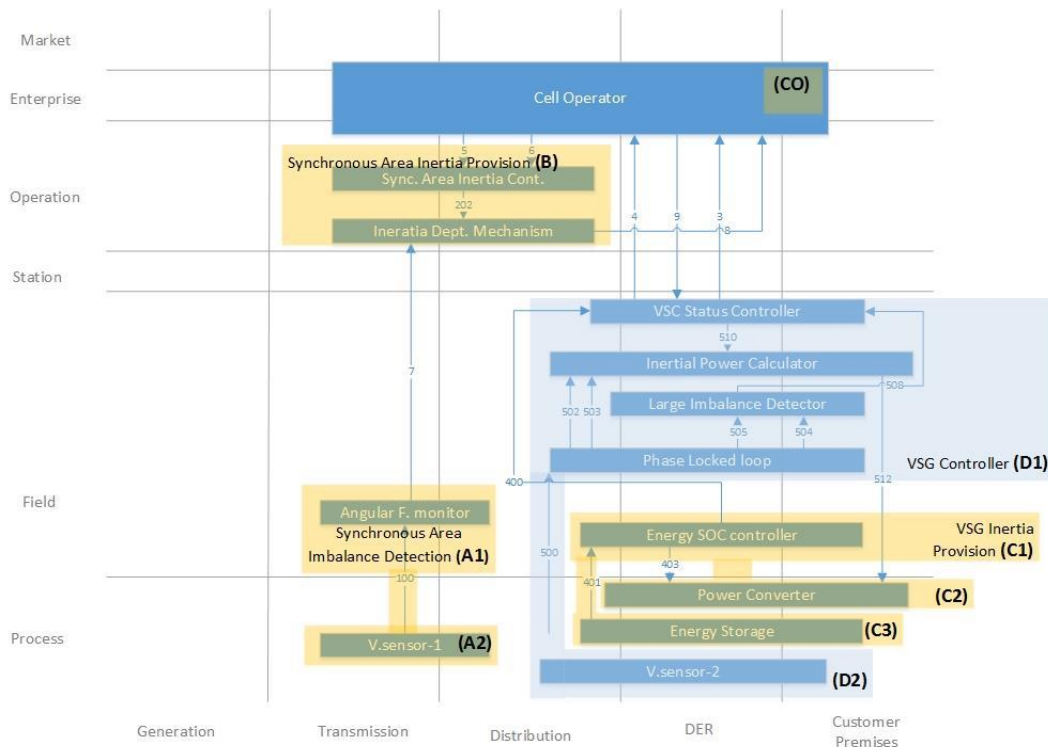 Market
Enterprise
Cell Operator
(CO)
5
6
Synchronous Area Inertia Provision (B)
Sync. Area Inertia Cont.
Operation
202
4
9
3
8
Ineratia Dept. Mechanism
Station
VSC Status Controller
510
Inertial Power Calculator
7
508
502
503
Large Imbalance Detector
505
504
Phase Locked loop
VSG Controller (D1)
400
512
Field
Angular F. monitor
Synchronous Area
Imbalance Detection (A1)
Energy SOC controller
VSG Inertia
Provision (C1)
500
403
100
401
Power Converter
(C2)
Process
V.sensor-1
(A2)
Energy Storage
(C3)
V.sensor-2
(D2)
Generation
Transmission
Distribution
DER
Customer
Premises